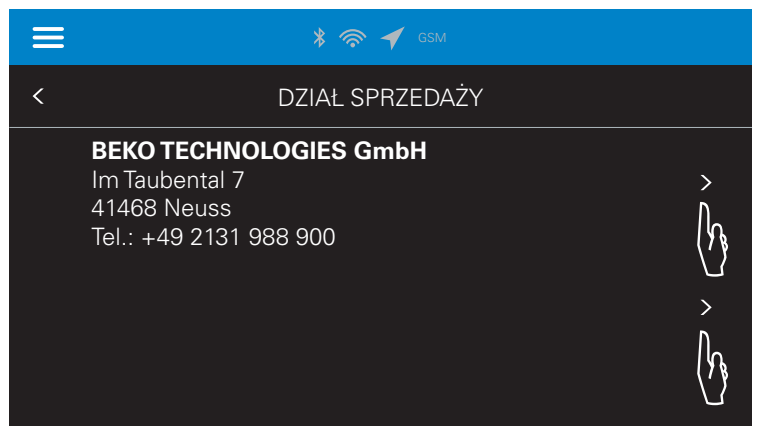 GSM
DZIAŁ SPRZEDAŻY
BEKO TECHNOLOGIES GmbH
Im Taubental 7
41468 Neuss
Tel.: +49 2131 988 900